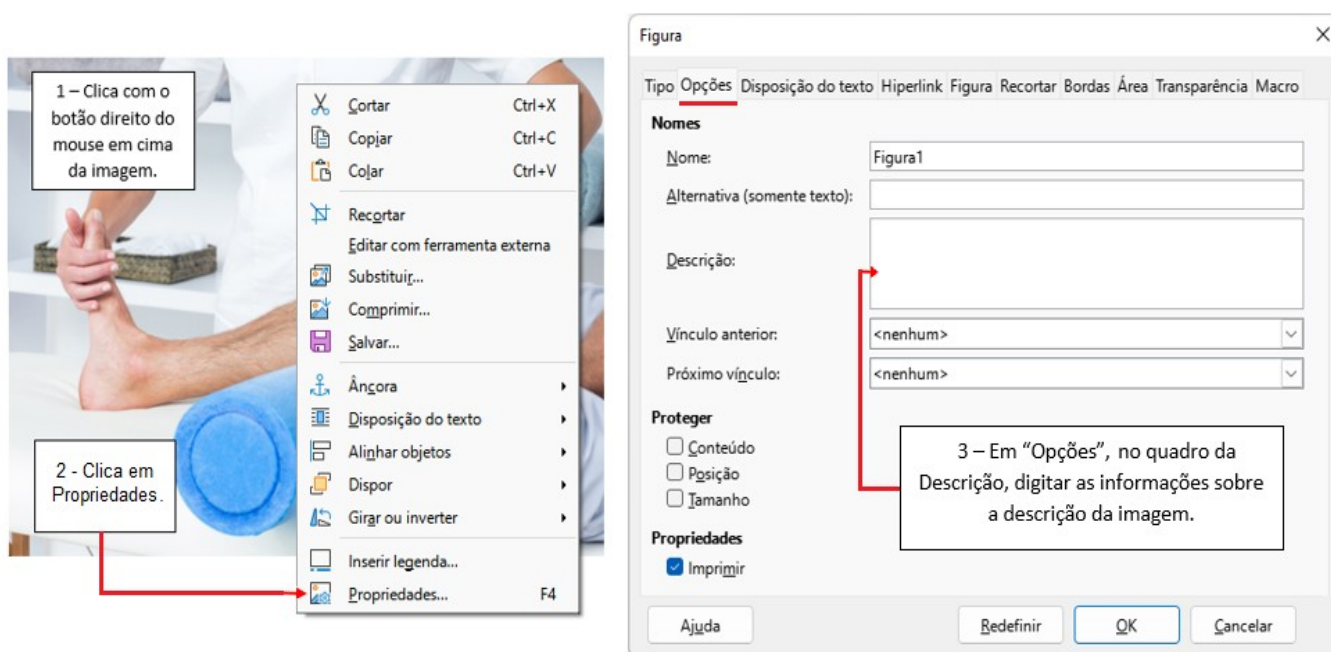 1 – Clica com o
botão direito do
mouse em cima
da imagem.
Cortar Ctrl+X
Copiar Ctrl+C
Colar Ctrl+V
Recortar
Editar com ferramenta externa
Substituir...
Comprimir...
Salvar...
Âncora
Disposição do texto
Alinhar objetos
Dispor
Girar ou inverter
Inserir legenda...
Propriedades... F4
2 - Clica em
Propriedades.
Figura
Tipo Opções Disposição do texto Hiperlink Figura Recortar Bordas Área Transparência Macro
Nomes
Nome: Figura1
Alternativa (somente texto):
Descrição:
Vínculo anterior: <nenhum>
Próximo vínculo: <nenhum>
Proteger
Conteúdo
Posição
Tamanho
3 – Em “Opções”, no quadro da
Descrição, digitar as informações sobre
a descrição da imagem.
Propriedades
Imprimir
Ajuda Redefinir OK Cancelar